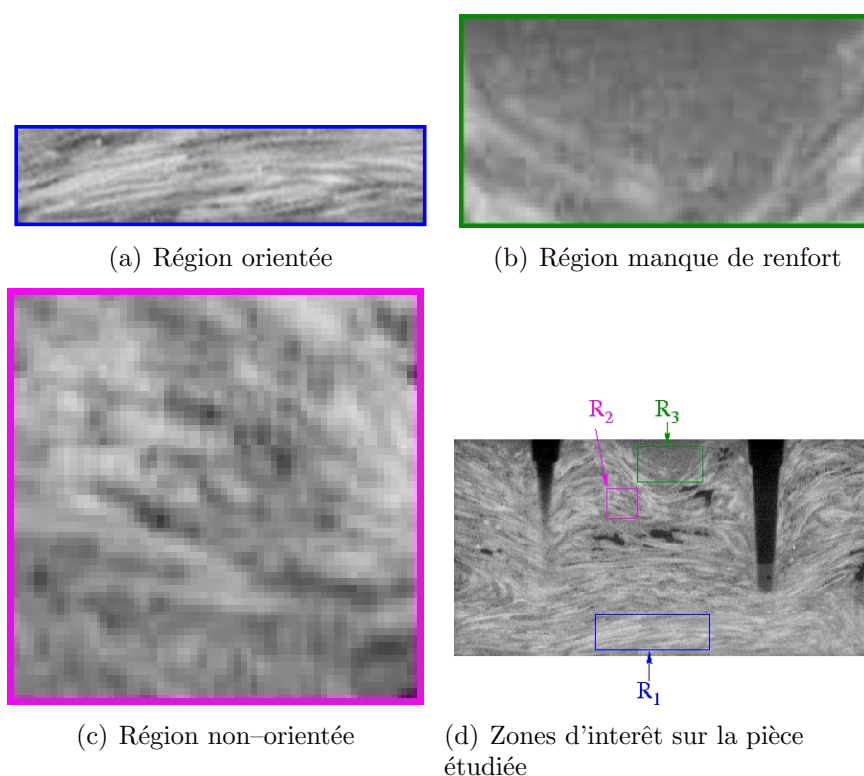 (a) Région orientée
(b) Région manque de renfort
R2
R3
R1
(c) Région non–orientée
(d) Zones d'interêt sur la pièce
étudiée